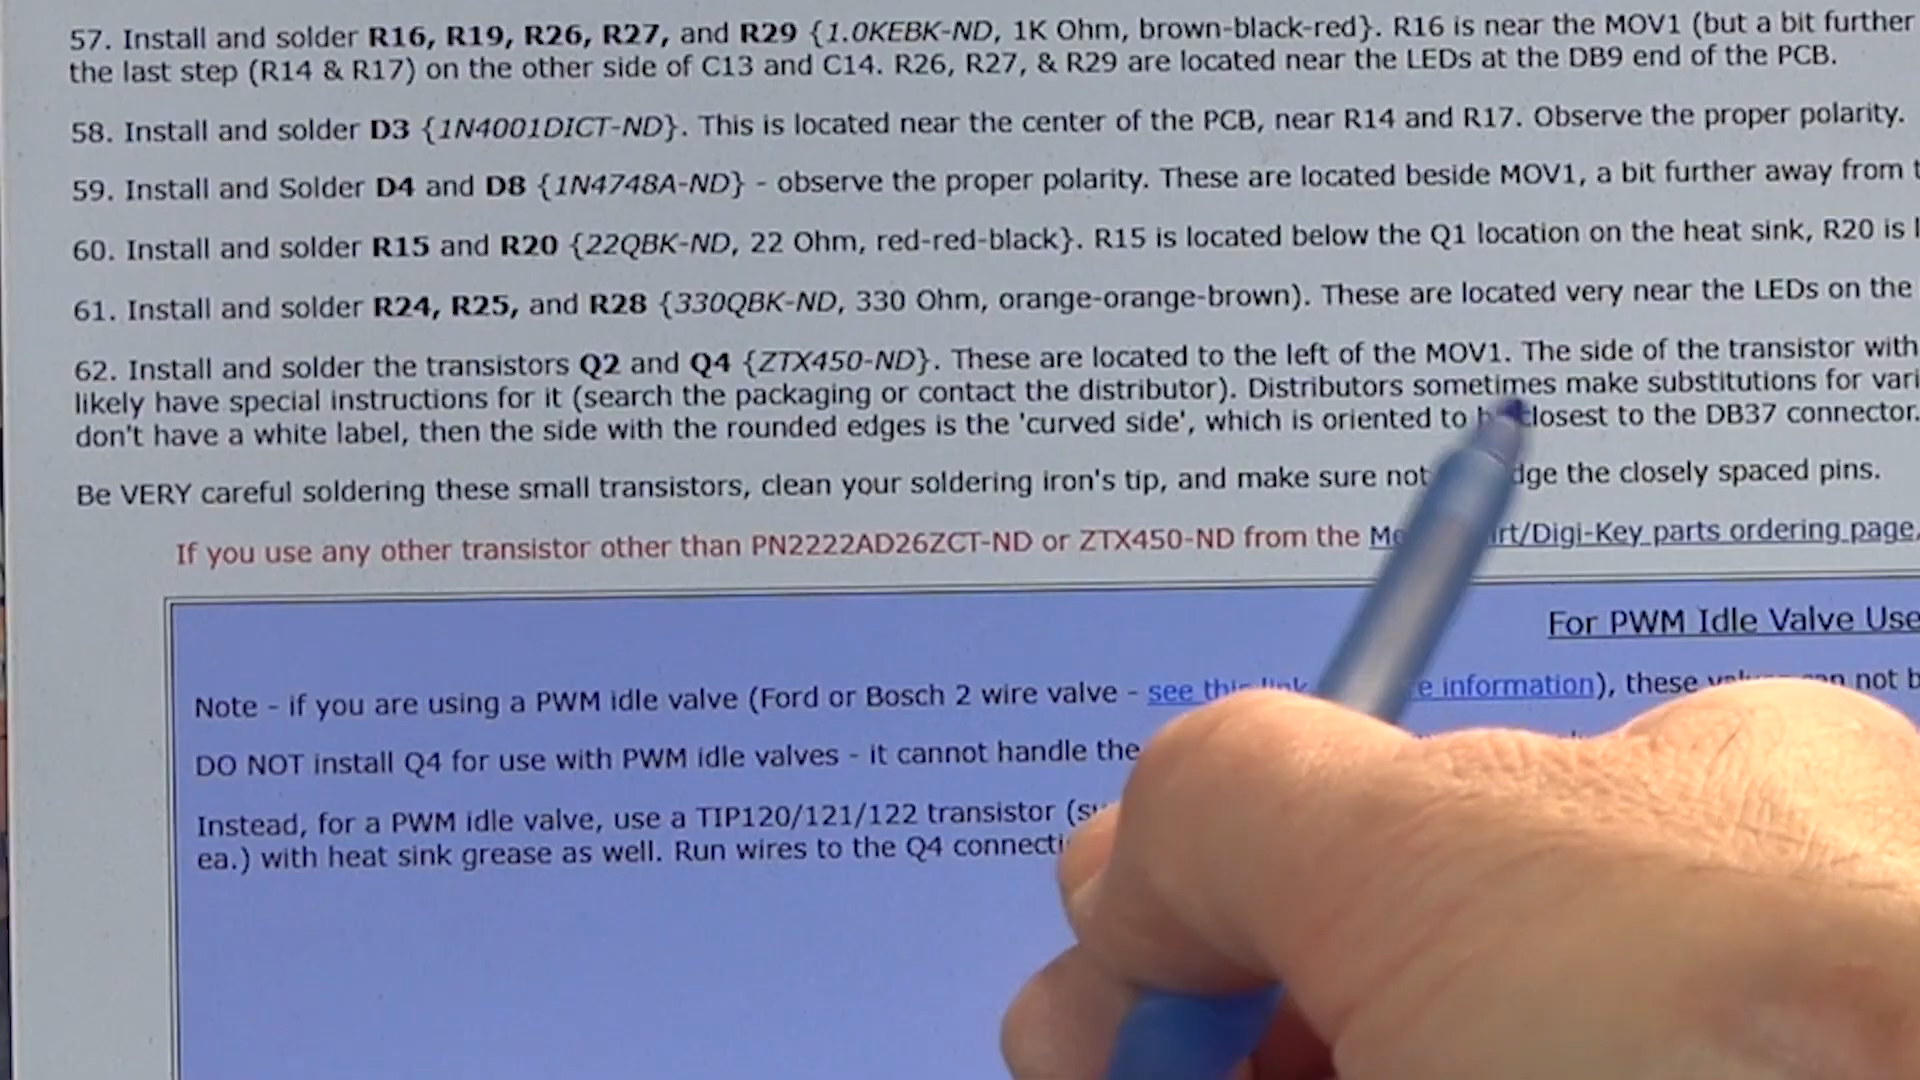 57. Install and solder R16, R19, R26, R27, and R29 {1.0KEBK-ND, 1K Ohm, brown-black-red}. R16 is near the MOV1 (but a bit further
the last step (R14 & R17) on the other side of C13 and C14. R26, R27, & R29 are located near the LEDs at the DB9 end of the PCB.
58. Install and solder D3 {1N4001DICT-ND}. This is located near the center of the PCB, near R14 and R17. Observe the proper polarity.
59. Install and Solder D4 and D8 {1N4748A-ND} - observe the proper polarity. These are located beside MOV1, a bit further away from
60. Install and solder R15 and R20 {22QBK-ND, 22 Ohm, red-red-black}. R15 is located below the Q1 location on the heat sink, R20 is
61. Install and solder R24, R25, and R28 {330QBK-ND, 330 Ohm, orange-orange-brown). These are located very near the LEDs on the
62. Install and solder the transistors Q2 and Q4 {ZTX450-ND}. These are located to the left of the MOV1. The side of the transistor with
likely have special instructions for it (search the packaging or contact the distributor). Distributors sometimes make substitutions for
don't have a white label, then the side with the rounded edges is the 'curved side', which is oriented to closest to the DB37 connector.
Be VERY careful soldering these small transistors, clean your soldering iron's tip, and make sure not the closely spaced pins.
If you use any other transistor other than PN2222AD26ZCT-ND or ZTX450-ND from the rt/Digi-Key parts ordering page,
For PWM Idle Valve Use
Note - if you are using a PWM idle valve (Ford or Bosch 2 wire valve - see this link information), these not
DO NOT install Q4 for use with PWM idle valves - it cannot handle the
Instead, for a PWM idle valve, use a TIP120/121/122 transistor
ea.) with heat sink grease as well. Run wires to the Q4